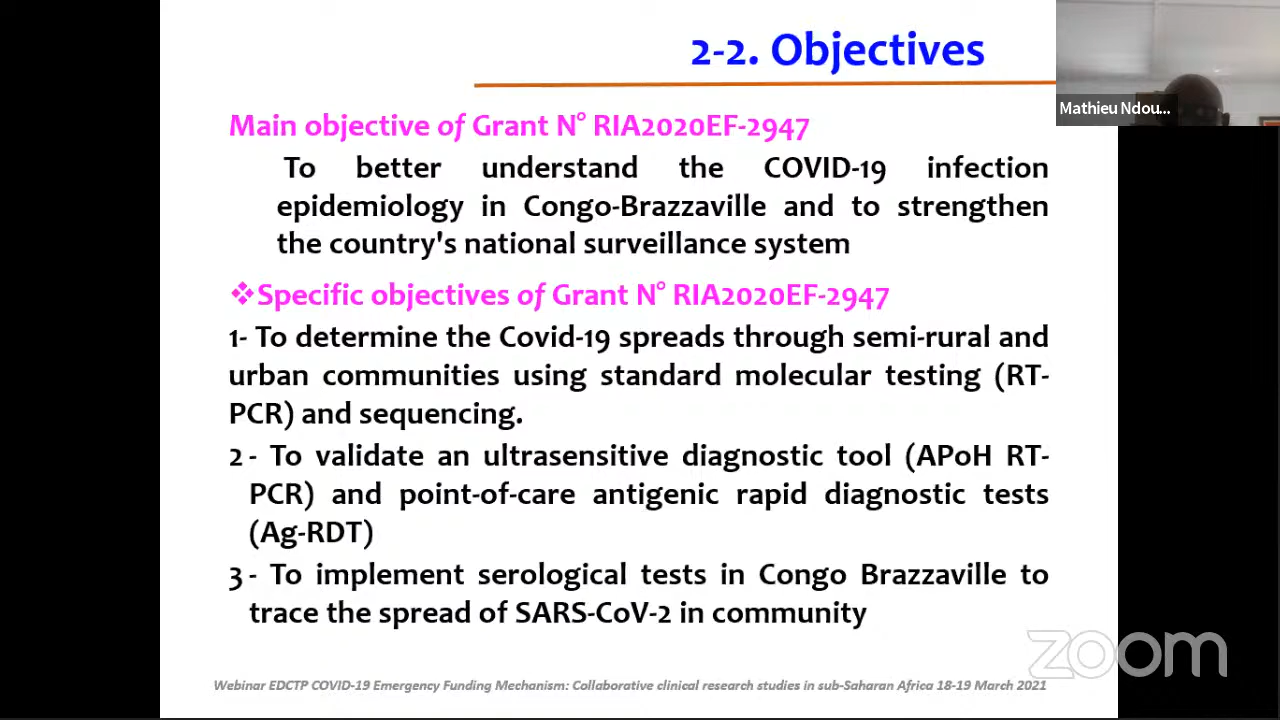 2-2. Objectives
Mathieu Ndou...
Main objective of Grant N° RIA2020EF-2947
To better understand the COVID-19 infection
epidemiology in Congo-Brazzaville and to strengthen
the country's national surveillance system
❖Specific objectives of Grant N° RIA2020EF-2947
1- To determine the Covid-19 spreads through semi-rural and
urban communities using standard molecular testing (RT-
PCR) and sequencing.
2- To validate an ultrasensitive diagnostic tool (APoH RT-
PCR) and point-of-care antigenic rapid diagnostic tests
(Ag-RDT)
3- To implement serological tests in Congo Brazzaville to
trace the spread of SARS-CoV-2 in community
zoom
Webinar EDCTP COVID-19 Emergency Funding Mechanism: Collaborative clinical research studies in sub-Saharan Africa 18-19 March 2021